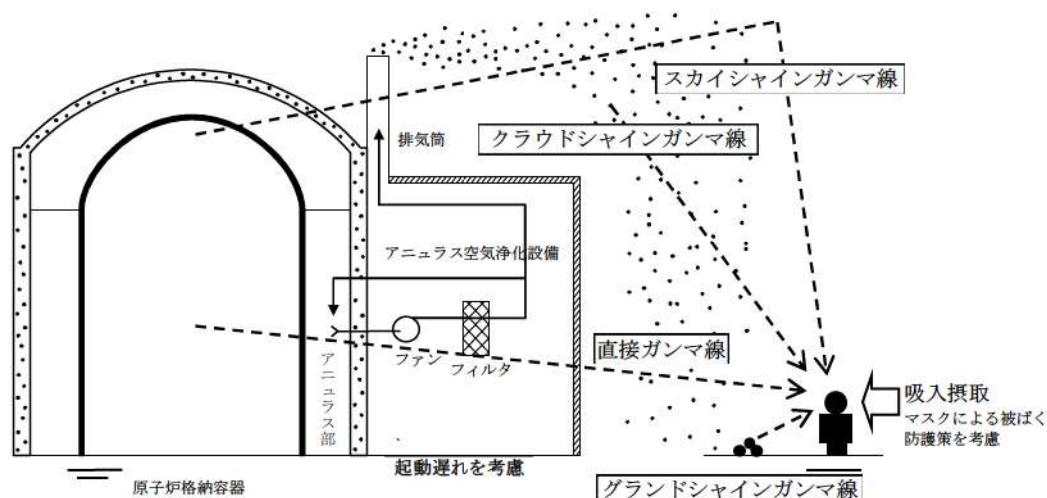 スカイシャインガンマ線
クラウドシャインガンマ線
排気筒
アニュラス空気浄化設備
直接ガンマ線
アニュラス部
ファン
フィルタ
吸入摂取
マスクによる被ばく
防護策を考慮
起動遅れを考慮
原子炉格納容器
グランドシャインガンマ線